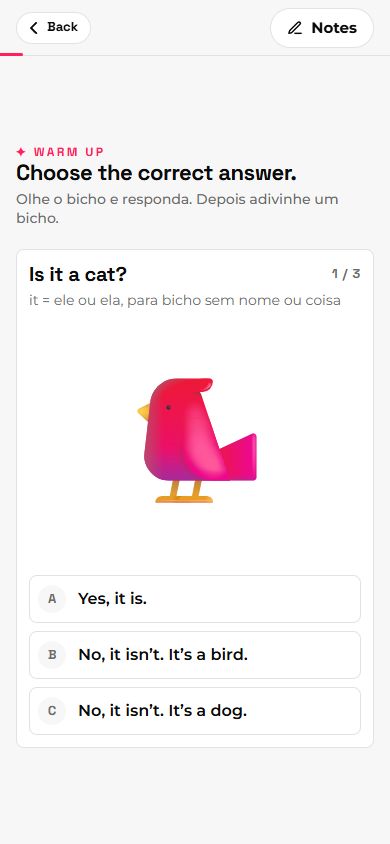 Back
Notes
WARM UP
Choose the correct answer.
Olhe o bicho e responda. Depois adivinhe um
bicho.
Is it a cat?
1 / 3
it = ele ou ela, para bicho sem nome ou coisa
A Yes, it is.
B No, it isn’t. It’s a bird.
C No, it isn’t. It’s a dog.